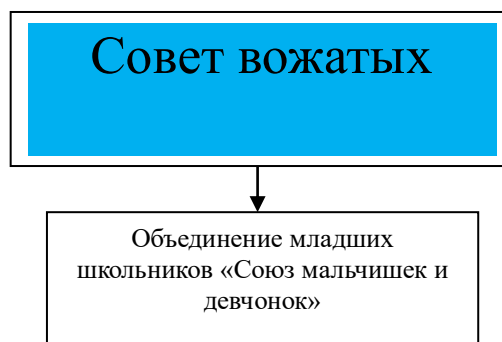 Совет вожатых
Объединение младших
школьников «Союз мальчишек и
девчонок»